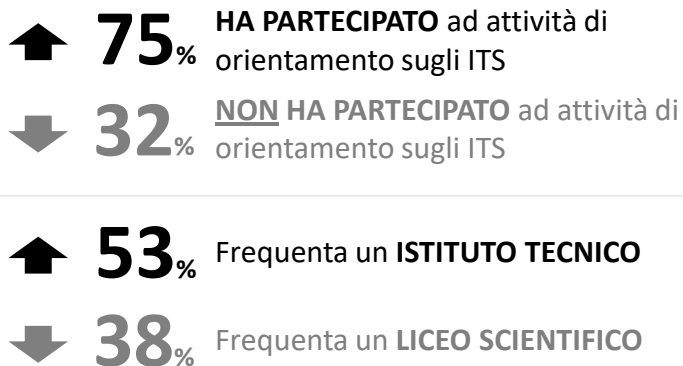 75% HA PARTECIPATO ad attività di
orientamento sugli ITS
32% NON HA PARTECIPATO ad attività di
orientamento sugli ITS
53% Frequenta un ISTITUTO TECNICO
38% Frequenta un LICEO SCIENTIFICO